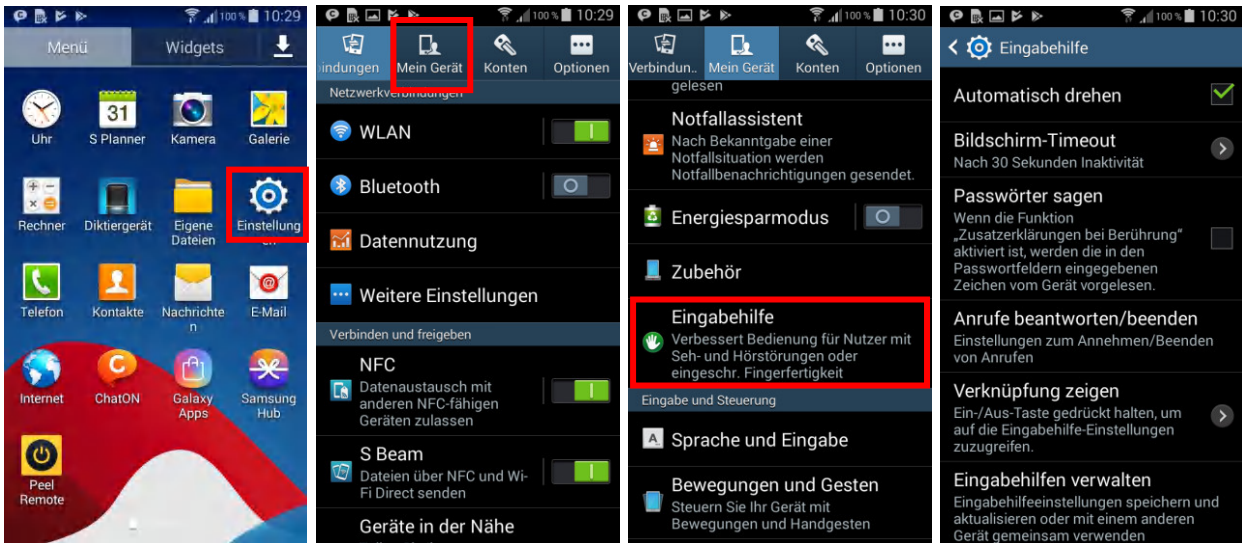 100% 10:29
Menü Widgets
Uhr S Planner Kamera Galerie
31
Rechner Diktiergerät Eigene Dateien Einstellung
Telefon Kontakte Nachrichte
n E-Mail
Internet ChatON Galaxy Apps Samsung Hub
Peel
Remote
100% 10:29
indungen Mein Gerät Konten Optionen
Netzwerkverbindungen
WLAN
Bluetooth
Datennutzung
Weitere Einstellungen
Verbinden und freigeben
NFC
Datenaustausch mit
anderen NFC-fähigen
Geräten zulassen
S Beam
Dateien über NFC und Wi-
Fi Direct senden
Geräte in der Nähe
100% 10:30
Verbindun.. Mein Gerät Konten Optionen
gelesen
Notfallassistent
Nach Bekanntgabe einer
Notfallsituation werden
Notfallbenachrichtigungen gesendet.
Energiesparmodus
Zubehör
Eingabehilfe
Verbessert Bedienung für Nutzer mit
Seh- und Hörstörungen oder
eingeschr. Fingerfertigkeit
Eingabe und Steuerung
A Sprache und Eingabe
Bewegungen und Gesten
Steuern Sie Ihr Gerät mit
Bewegungen und Handgesten
100% 10:30
Eingabehilfe
Automatisch drehen
Bildschirm-Timeout
Nach 30 Sekunden Inaktivität
Passwörter sagen
Wenn die Funktion
„Zusatzerklärungen bei Berührung“
aktiviert ist, werden die in den
Passwortfeldern eingegebenen
Zeichen vom Gerät vorgelesen.
Anrufe beantworten/beenden
Einstellungen zum Annehmen/Beenden
von Anrufen
Verknüpfung zeigen
Ein-/Aus-Taste gedrückt halten, um
auf die Eingabehilfe-Einstellungen
zuzugreifen.
Eingabehilfen verwalten
Eingabehilfeeinstellungen speichern und
aktualisieren oder mit einem anderen
Gerät gemeinsam verwenden